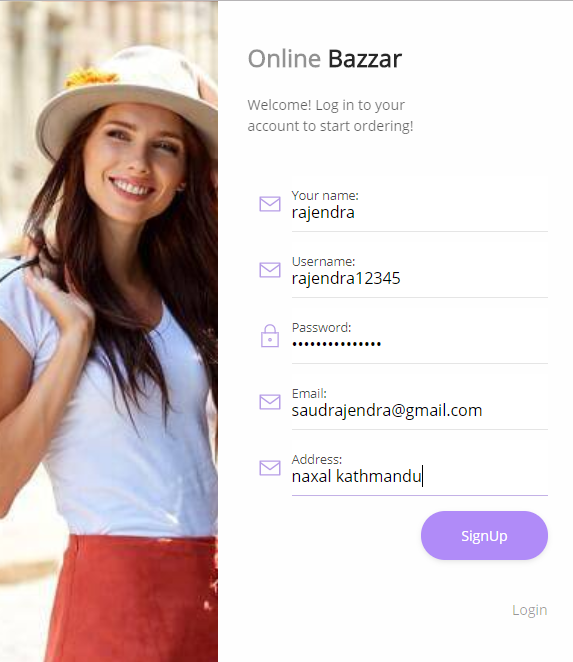 Online Bazzar
Welcome! Log in to your
account to start ordering!
Your name:
rajendra
Username:
rajendra12345
Password:
•••••••••••••••
Email:
saudrajendra@gmail.com
Address:
naxal kathmandu
SignUp
Login